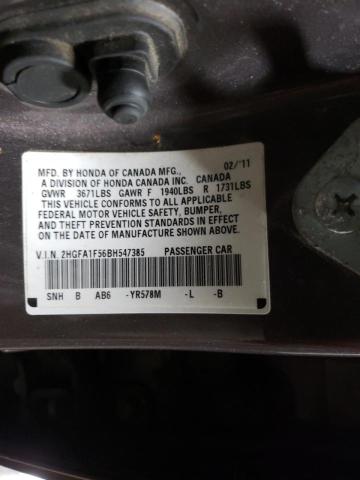 MFD. BY HONDA OF CANADA MFG., 02/'11
A DIVISION OF HONDA CANADA INC. CANADA
GVWR 3671LBS GAWR F 1940LBS R 1731LBS
THIS VEHICLE CONFORMS TO ALL APPLICABLE
FEDERAL MOTOR VEHICLE SAFETY, BUMPER,
AND THEFT PREVENTION STANDARDS IN EFFECT
ON THE DATE OF MANUFACTURE SHOWN ABOVE.
V.I.N. 2HGFA1F56BH547385 PASSENGER CAR
SNH B AB6 -YR578M -L -B